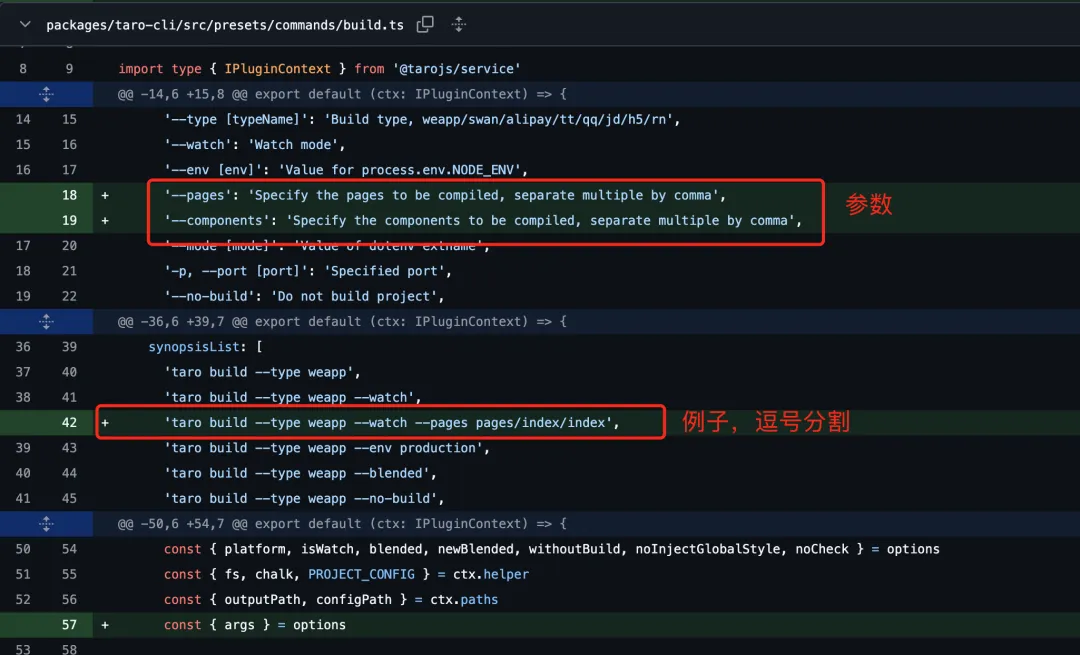 packages/taro-cli/src/presets/commands/build.ts
8 9 import type { IPluginContext } from '@tarojs/service'
@@ -14,6 +15,8 @@ export default (ctx: IPluginContext) => {
14 15 '--type [typeName]': 'Build type, weapp/swan/alipay/tt/qq/jd/h5/rn',
15 16 '--watch': 'Watch mode',
16 17 '--env [env]': 'Value for process.env.NODE_ENV',
18 + '--pages': 'Specify the pages to be compiled, separate multiple by comma',
参数
19 + '--components': 'Specify the components to be compiled, separate multiple by comma',
17 20 '--mode [mode]': 'Value of dotenv extname',
18 21 '-p, --port [port]': 'Specified port',
19 22 '--no-build': 'Do not build project',
@@ -36,6 +39,7 @@ export default (ctx: IPluginContext) => {
36 39 synopsisList: [
37 40 'taro build --type weapp',
38 41 'taro build --type weapp --watch',
42 + 'taro build --type weapp --watch --pages pages/index/index',
例子，逗号分割
39 43 'taro build --type weapp --env production',
40 44 'taro build --type weapp --blended',
41 45 'taro build --type weapp --no-build',
@@ -50,6 +54,7 @@ export default (ctx: IPluginContext) => {
50 54 const { platform, isWatch, blended, newBlended, withoutBuild, noInjectGlobalStyle, noCheck } = options
51 55 const { fs, chalk, PROJECT_CONFIG } = ctx.helper
52 56 const { outputPath, configPath } = ctx.paths
57 + const { args } = options
53 58